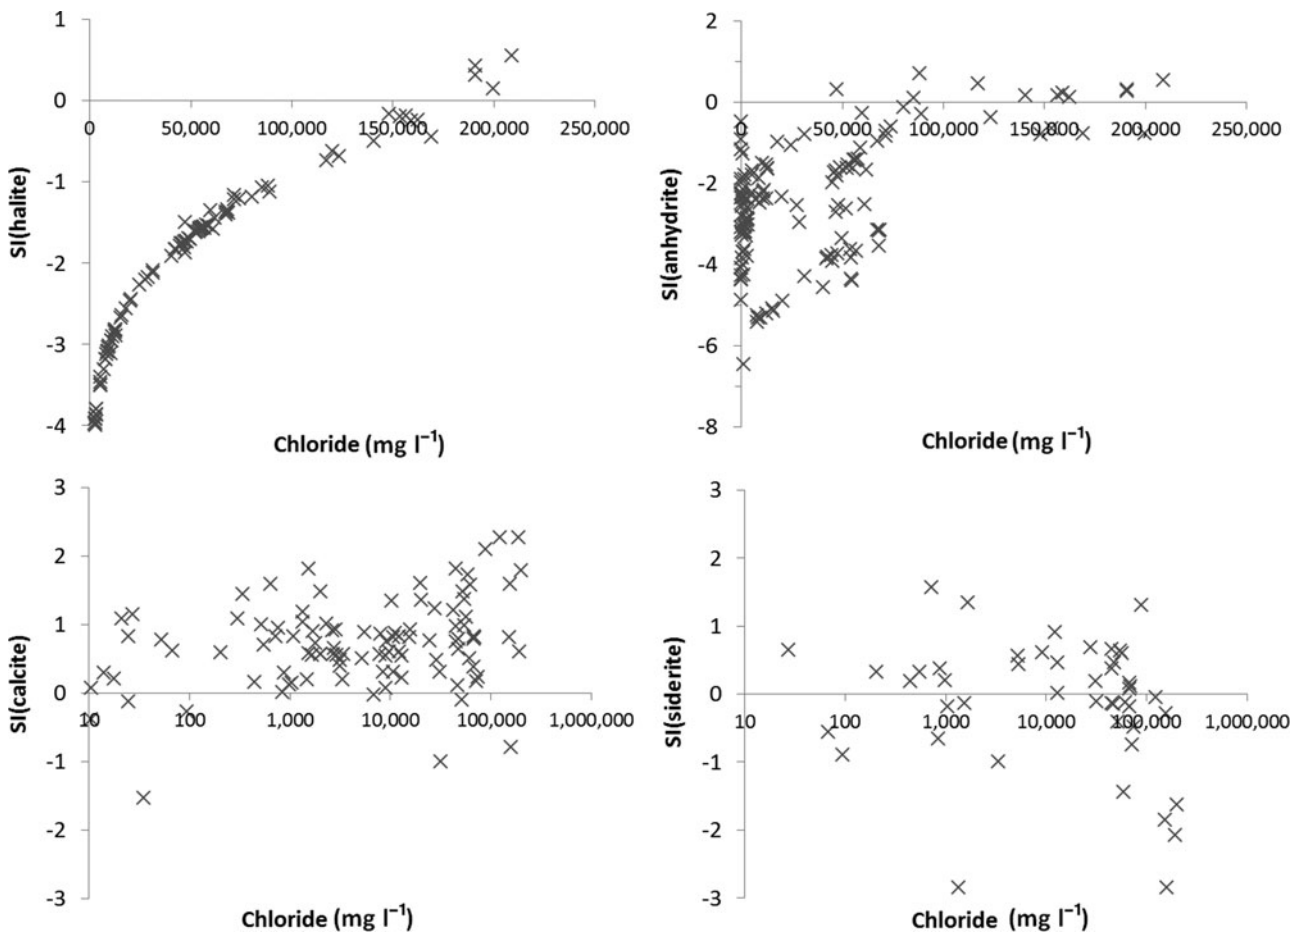 1
0
-1
-2
-3
-4
SI(halite)
0 50,000 100,000 150,000 200,000 250,000
Chloride (mg l⁻¹)
2
0
-2
-4
-6
-8
SI(anhydrite)
0 50,000 100,000 150,000 200,000 250,000
Chloride (mg l⁻¹)
3
2
1
0
-1
-2
-3
SI(calcite)
10 100 1,000 10,000 100,000 1,000,000
Chloride (mg l⁻¹)
3
2
1
0
-1
-2
-3
SI(siderite)
10 100 1,000 10,000 100,000 1,000,000
Chloride (mg l⁻¹)